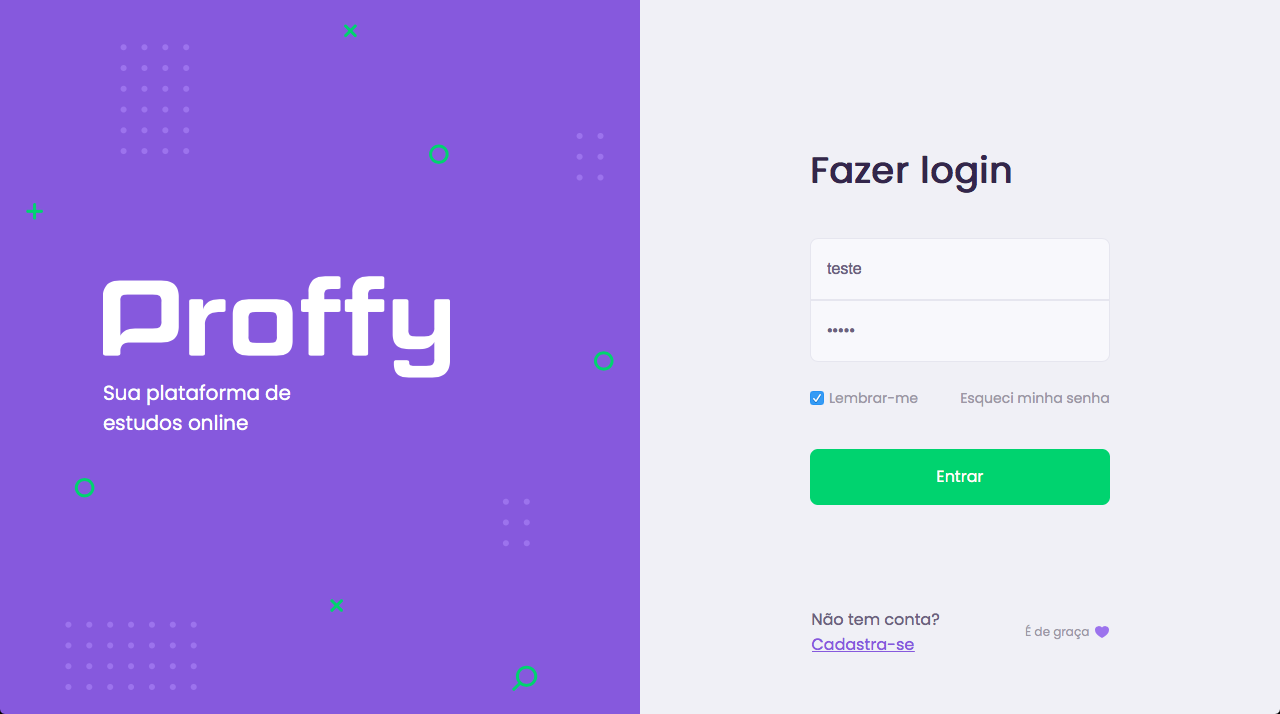 Proffy
Sua plataforma de
estudos online
Fazer login
teste
•••••
Lembrar-me
Esqueci minha senha
Entrar
Não tem conta?
Cadastra-se
É de graça